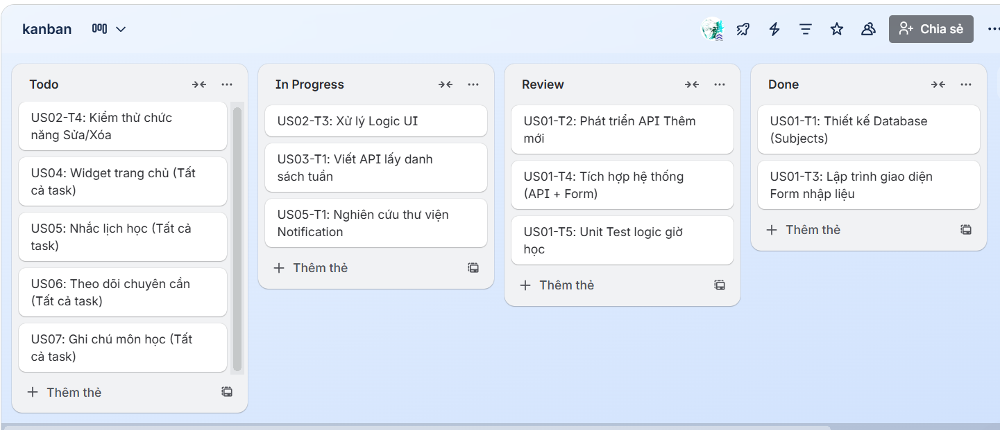 kanban
Chia sẻ
Todo
US02-T4: Kiểm thử chức
năng Sửa/Xóa
US04: Widget trang chủ (Tất
cả task)
US05: Nhắc lịch học (Tất cả
task)
US06: Theo dõi chuyên cần
(Tất cả task)
US07: Ghi chú môn học (Tất
cả task)
Thêm thẻ
In Progress
US02-T3: Xử lý Logic UI
US03-T1: Viết API lấy danh
sách tuần
US05-T1: Nghiên cứu thư viện
Notification
Thêm thẻ
Review
US01-T2: Phát triển API Thêm
mới
US01-T4: Tích hợp hệ thống
(API + Form)
US01-T5: Unit Test logic giờ
học
Thêm thẻ
Done
US01-T1: Thiết kế Database
(Subjects)
US01-T3: Lập trình giao diện
Form nhập liệu
Thêm thẻ